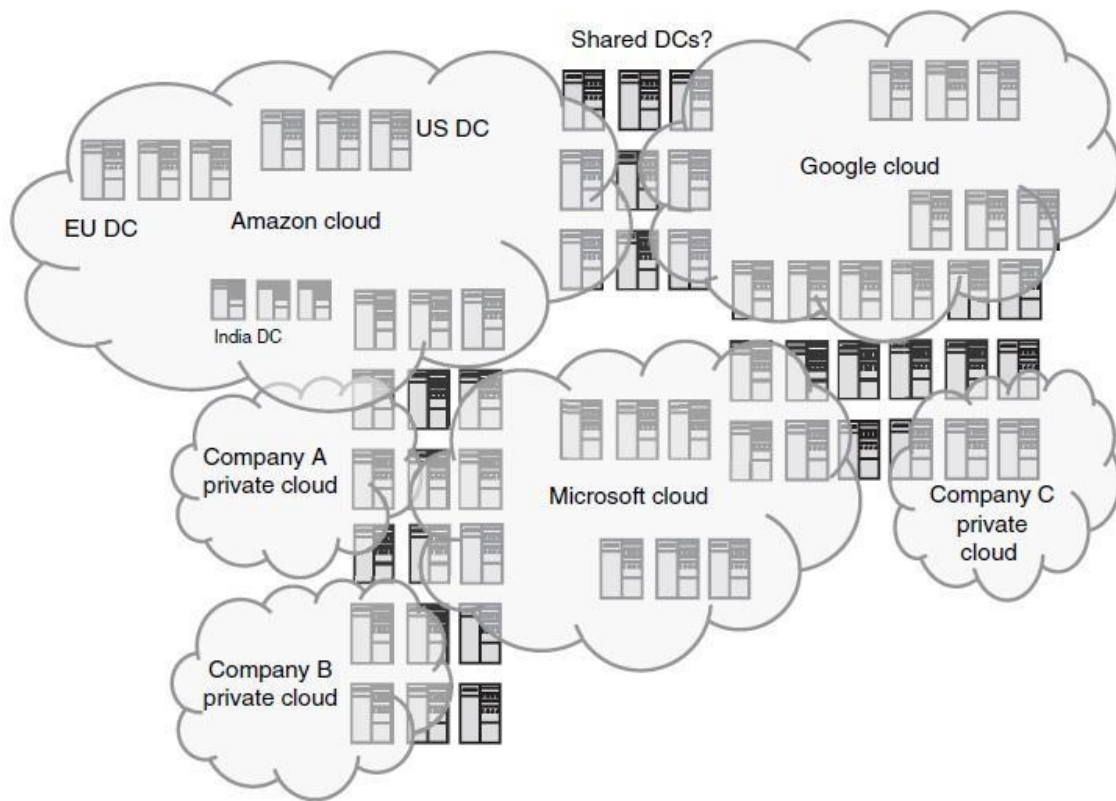 Shared DCs?
US DC
Google cloud
EU DC
Amazon cloud
India DC
Company A
private cloud
Microsoft cloud
Company C
private
cloud
Company B
private cloud